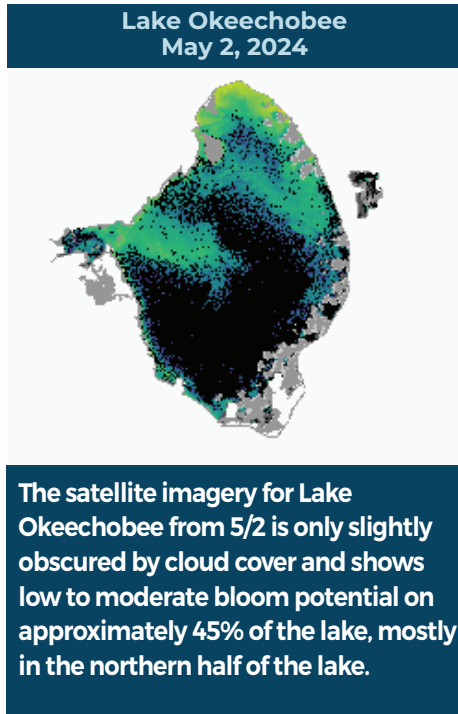 Lake Okeechobee
May 2, 2024
The satellite imagery for Lake
Okeechobee from 5/2 is only slightly
obscured by cloud cover and shows
low to moderate bloom potential on
approximately 45% of the lake, mostly
in the northern half of the lake.